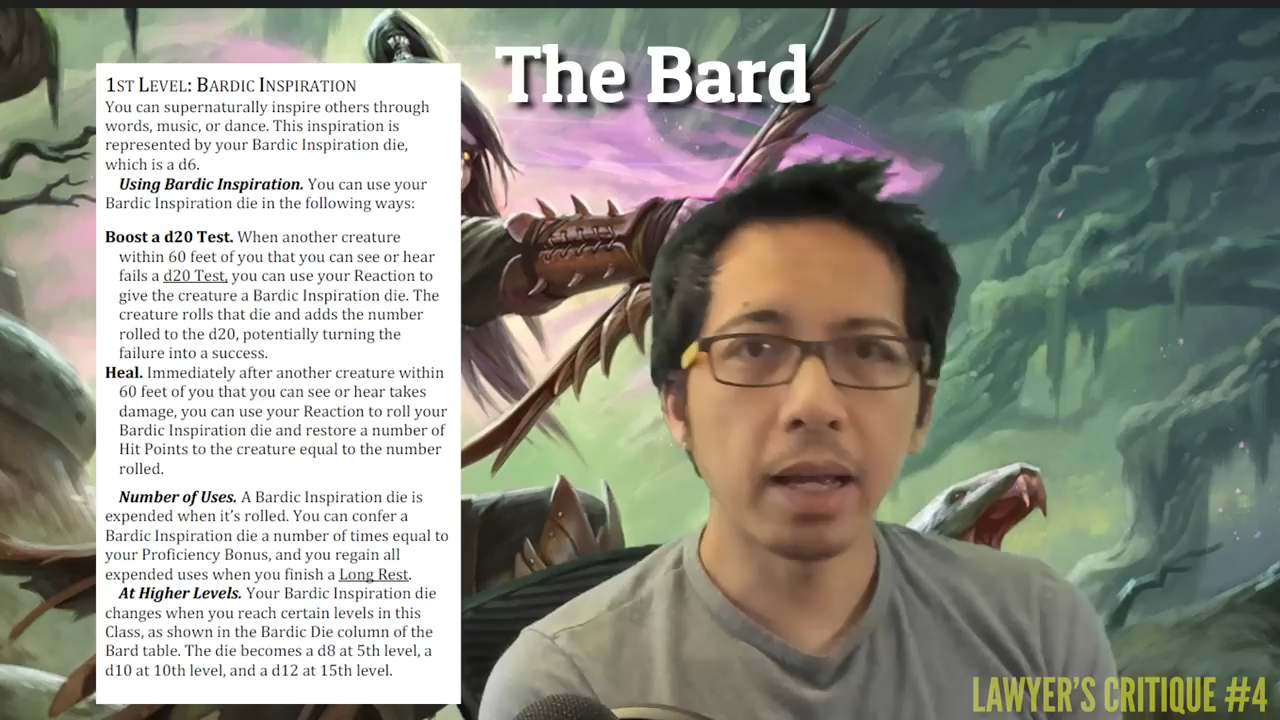 The Bard
1ST LEVEL: BARDIC INSPIRATION
You can supernaturally inspire others through
words, music, or dance. This inspiration is
represented by your Bardic Inspiration die,
which is a d6.
Using Bardic Inspiration. You can use your
Bardic Inspiration die in the following ways:
Boost a d20 Test. When another creature
within 60 feet of you that you can see or hear
fails a d20 Test, you can use your Reaction to
give the creature a Bardic Inspiration die. The
creature rolls that die and adds the number
rolled to the d20, potentially turning the
failure into a success.
Heal. Immediately after another creature within
60 feet of you that you can see or hear takes
damage, you can use your Reaction to roll your
Bardic Inspiration die and restore a number of
Hit Points to the creature equal to the number
rolled.
Number of Uses. A Bardic Inspiration die is
expended when it's rolled. You can confer a
Bardic Inspiration die a number of times equal to
your Proficiency Bonus, and you regain all
expended uses when you finish a Long Rest.
At Higher Levels. Your Bardic Inspiration die
changes when you reach certain levels in this
Class, as shown in the Bardic Die column of the
Bard table. The die becomes a d8 at 5th level, a
d10 at 10th level, and a d12 at 15th level.
LAWYER'S CRITIQUE #4